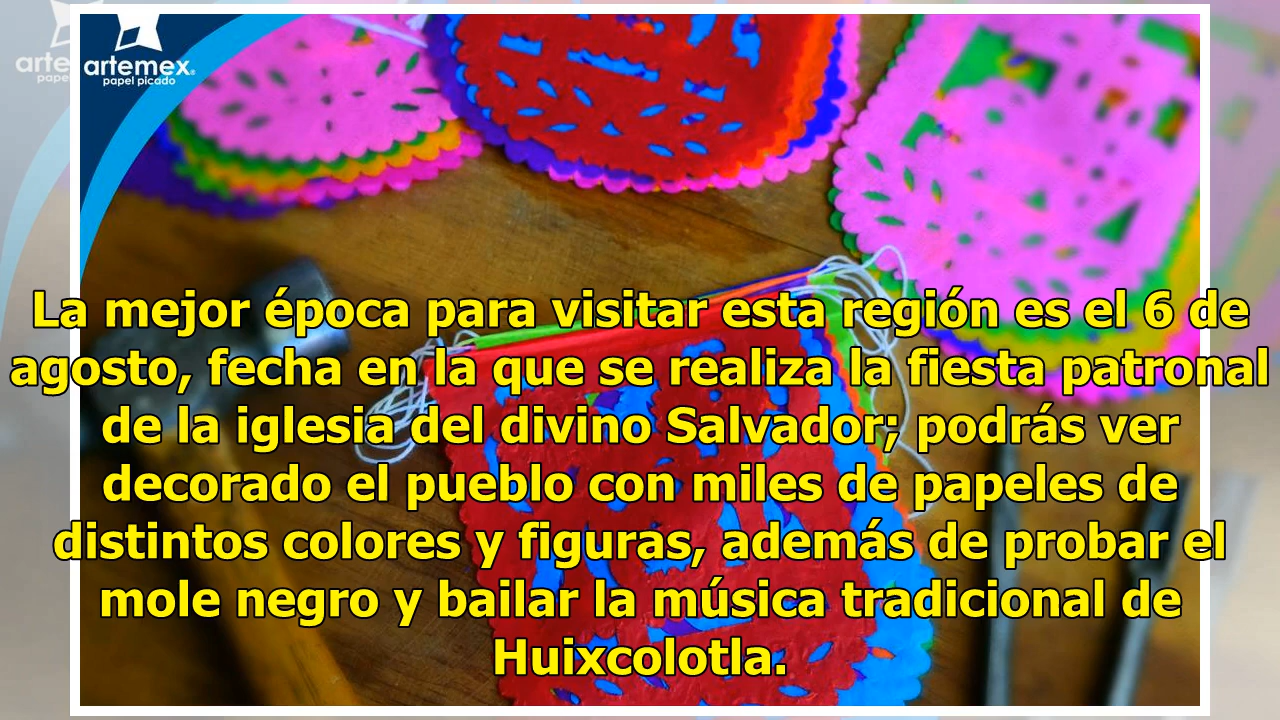 arte
pape
artemex®
papel picado
La mejor época para visitar esta región es el 6 de
agosto, fecha en la que se realiza la fiesta patronal
de la iglesia del divino Salvador; podrás ver
decorado el pueblo con miles de papeles de
distintos colores y figuras, además de probar el
mole negro y bailar la música tradicional de
Huixcolotla.